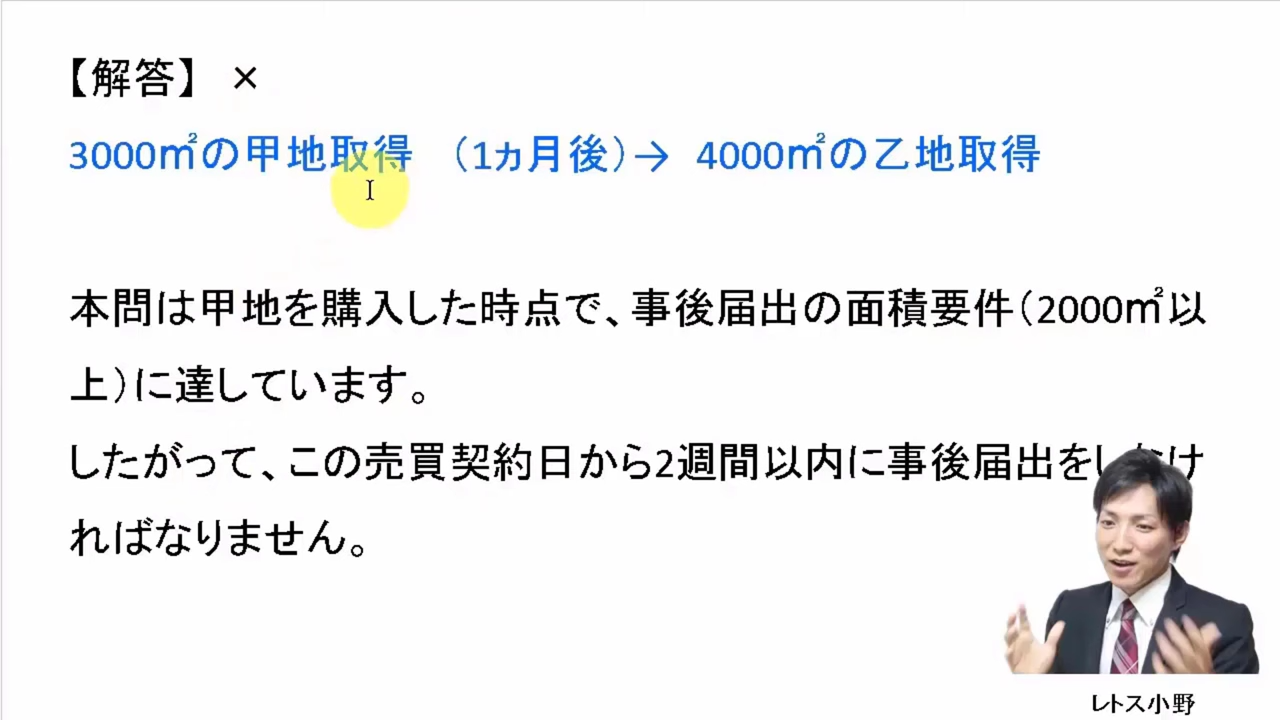 【解答】 ×
3000㎡の甲地取得 （1ヵ月後）→ 4000㎡の乙地取得
本問は甲地を購入した時点で、事後届出の面積要件（2000㎡以
上）に達しています。
したがって、この売買契約日から2週間以内に事後届出をしなけ
ればなりません。
レトス小野